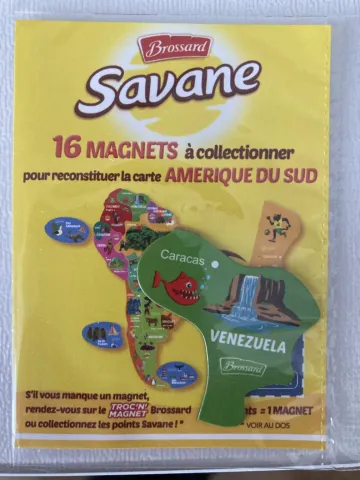 Brossard
Savane
16 MAGNETS à collectionner
pour reconstituer la carte AMERIQUE DU SUD
Caracas
VENEZUELA
Brossard
S'il vous manque un magnet,
rendez-vous sur le TROC'N' MAGNET Brossard
ou collectionnez les points Savane ! *
= 1 MAGNET
VOIR AU DOS